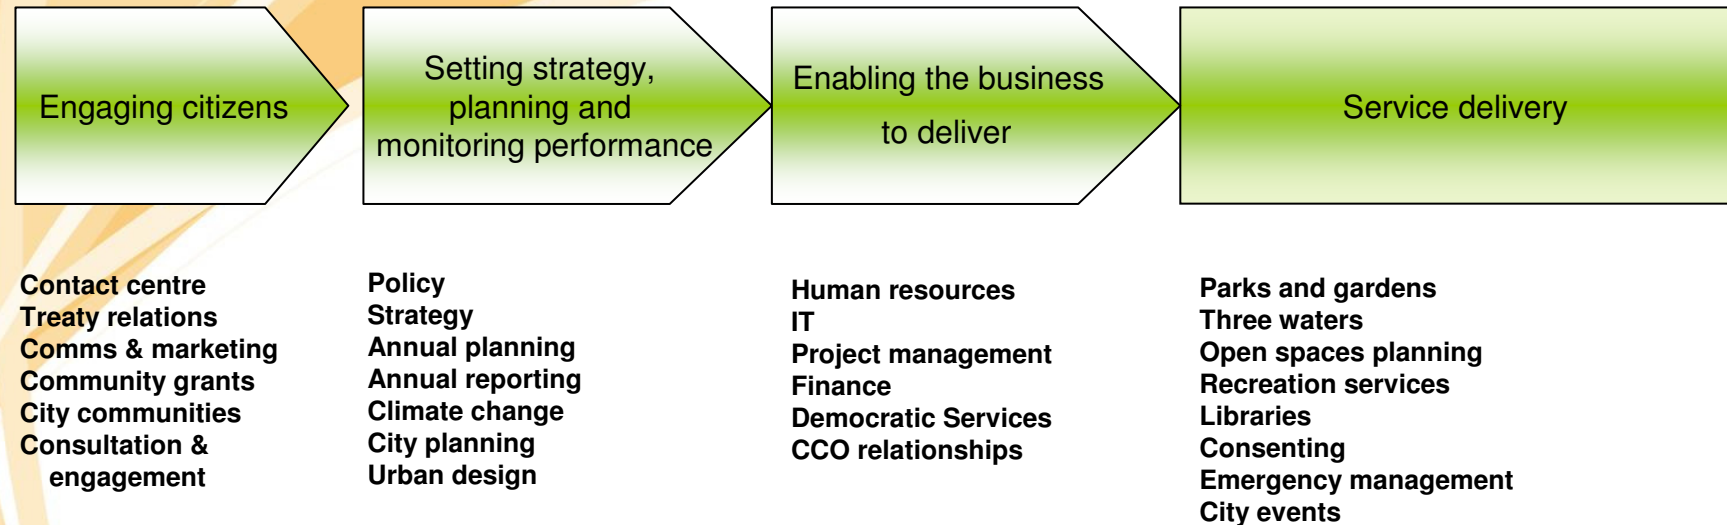 Engaging citizens
Setting strategy,
planning and
monitoring performance
Enabling the business
to deliver
Service delivery
Contact centre
Treaty relations
Comms & marketing
Community grants
City communities
Consultation &
engagement
Policy
Strategy
Annual planning
Annual reporting
Climate change
City planning
Urban design
Human resources
IT
Project management
Finance
Democratic Services
CCO relationships
Parks and gardens
Three waters
Open spaces planning
Recreation services
Libraries
Consenting
Emergency management
City events